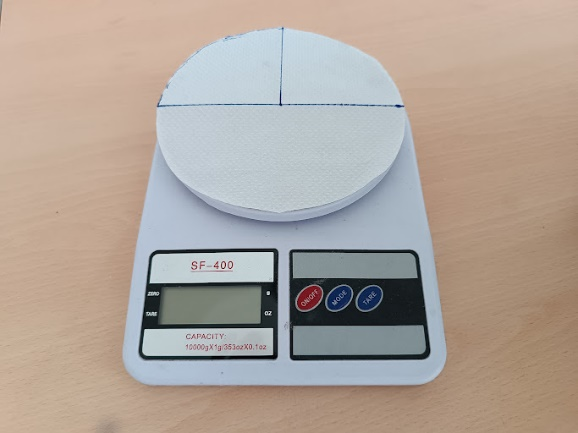 SF-400
ZERO
TARE
g
OZ
CAPACITY:
10000gX1g/353ozX0.1oz
ON/OFF
MODE
TARE